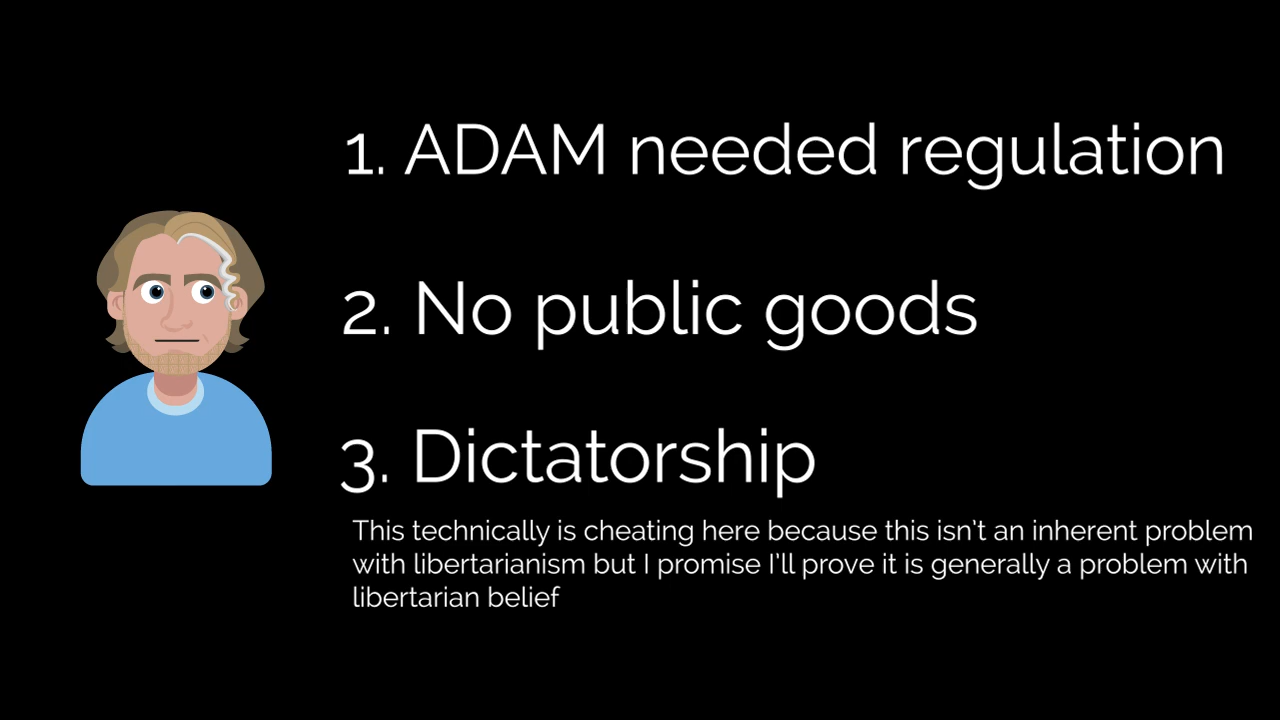 1. ADAM needed regulation
2. No public goods
3. Dictatorship
This technically is cheating here because this isn't an inherent problem
with libertarianism but I promise I'll prove it is generally a problem with
libertarian belief